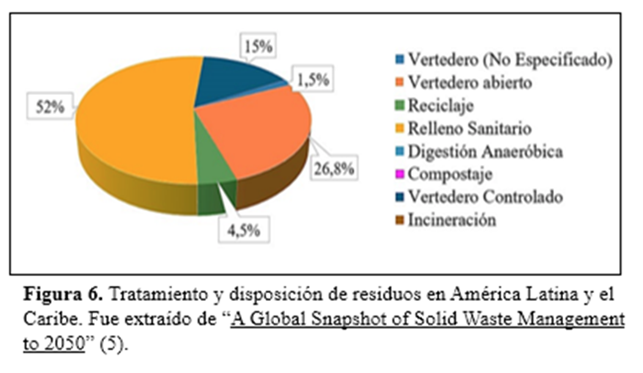 15%
1,5%
52%
26,8%
4,5%
Vertedero (No Especificado)
Vertedero abierto
Reciclaje
Relleno Sanitario
Digestión Anaeróbica
Compostaje
Vertedero Controlado
Incineración
Figura 6. Tratamiento y disposición de residuos en América Latina y el
Caribe. Fue extraído de “A Global Snapshot of Solid Waste Management
to 2050” (5).